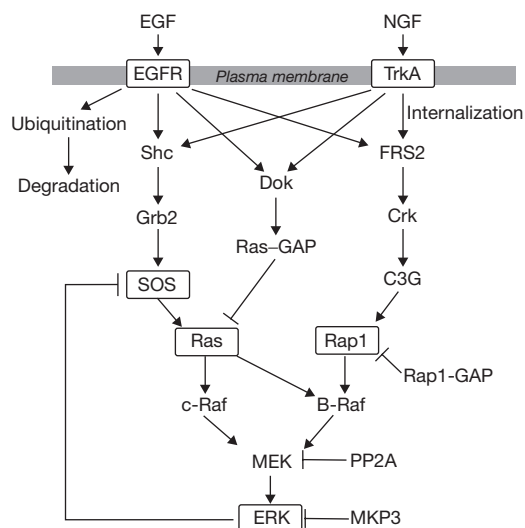 EGF NGF
EGFR Plasma membrane TrkA
Internalization
Ubiquitination
Shc FRS2
Degradation Dok
Grb2 Crk
Ras–GAP
SOS C3G
Ras Rap1
Rap1-GAP
c-Raf B-Raf
MEK PP2A
ERK MKP3